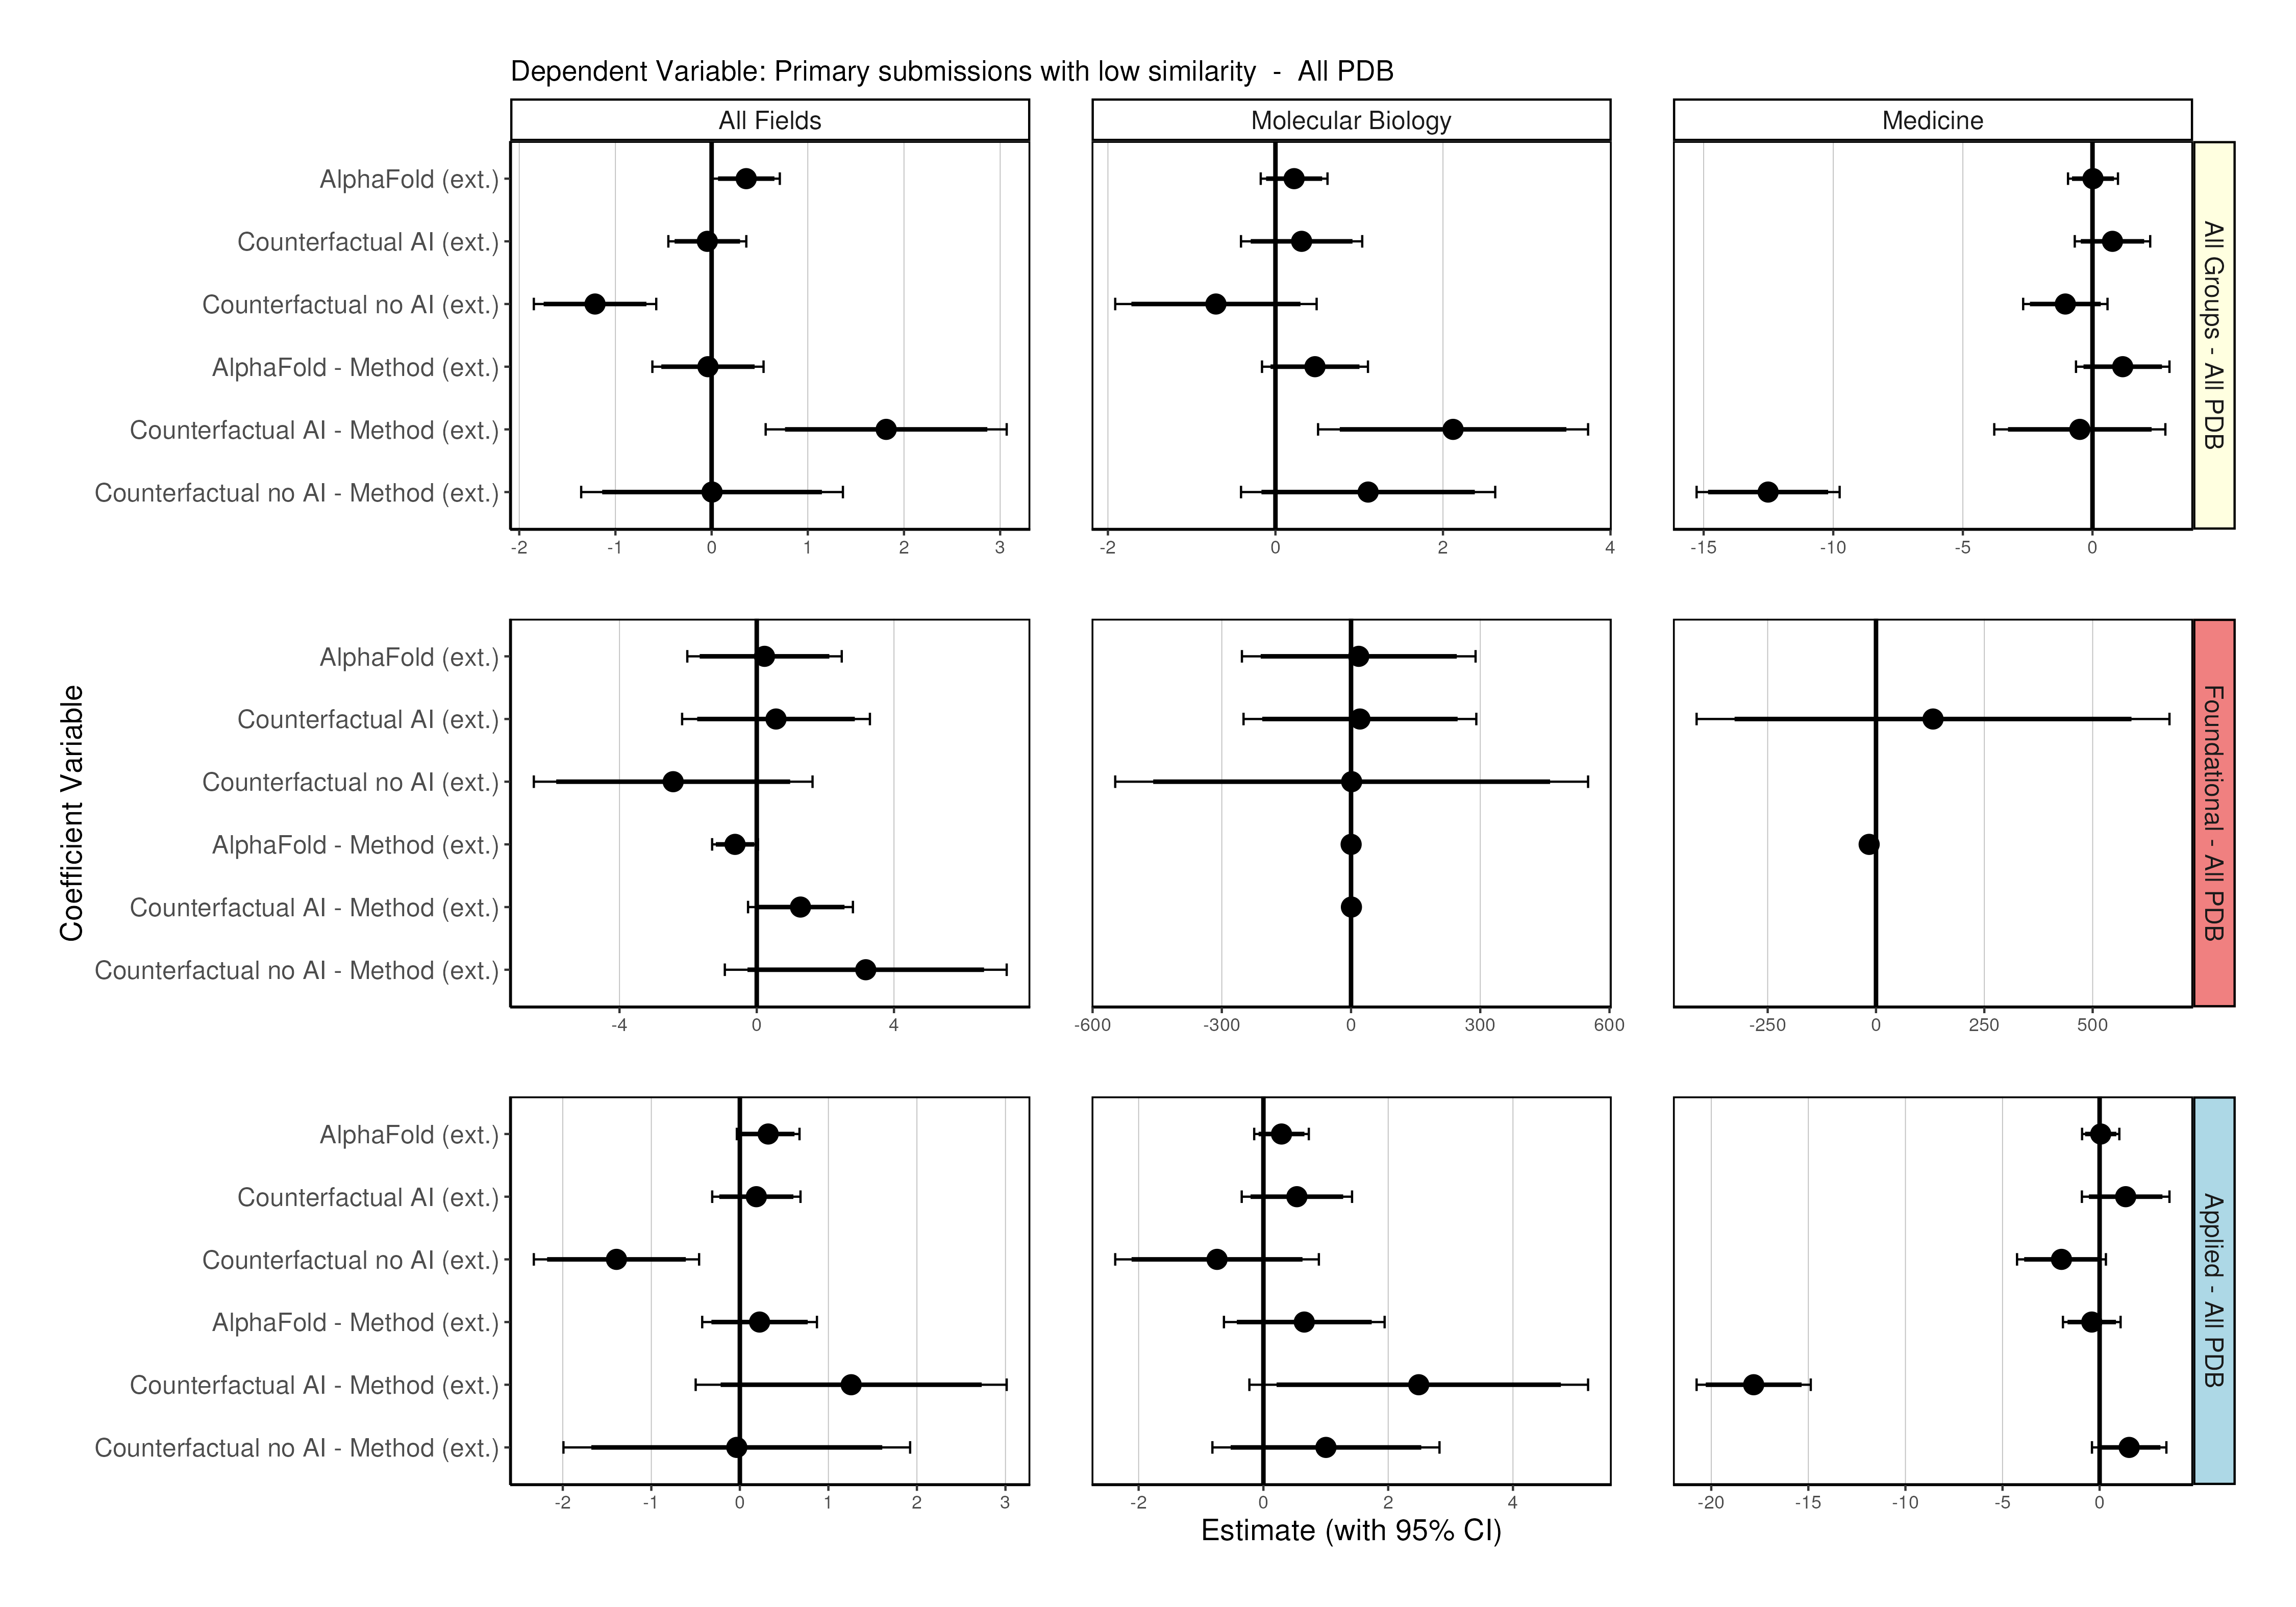 Dependent Variable: Primary submissions with low similarity - All PDB
All Fields
Molecular Biology
Medicine
AlphaFold (ext.)
Counterfactual AI (ext.)
Counterfactual no AI (ext.)
AlphaFold - Method (ext.)
Counterfactual AI - Method (ext.)
Counterfactual no AI - Method (ext.)
All Groups - All PDB
-2 -1 0 1 2 3
-2 0 2 4
-15 -10 -5 0
Coefficient Variable
AlphaFold (ext.)
Counterfactual AI (ext.)
Counterfactual no AI (ext.)
AlphaFold - Method (ext.)
Counterfactual AI - Method (ext.)
Counterfactual no AI - Method (ext.)
Foundational - All PDB
-4 0 4
-600 -300 0 300 600
-250 0 250 500
AlphaFold (ext.)
Counterfactual AI (ext.)
Counterfactual no AI (ext.)
AlphaFold - Method (ext.)
Counterfactual AI - Method (ext.)
Counterfactual no AI - Method (ext.)
Applied - All PDB
-2 -1 0 1 2 3
-2 0 2 4
-20 -15 -10 -5 0
Estimate (with 95% CI)